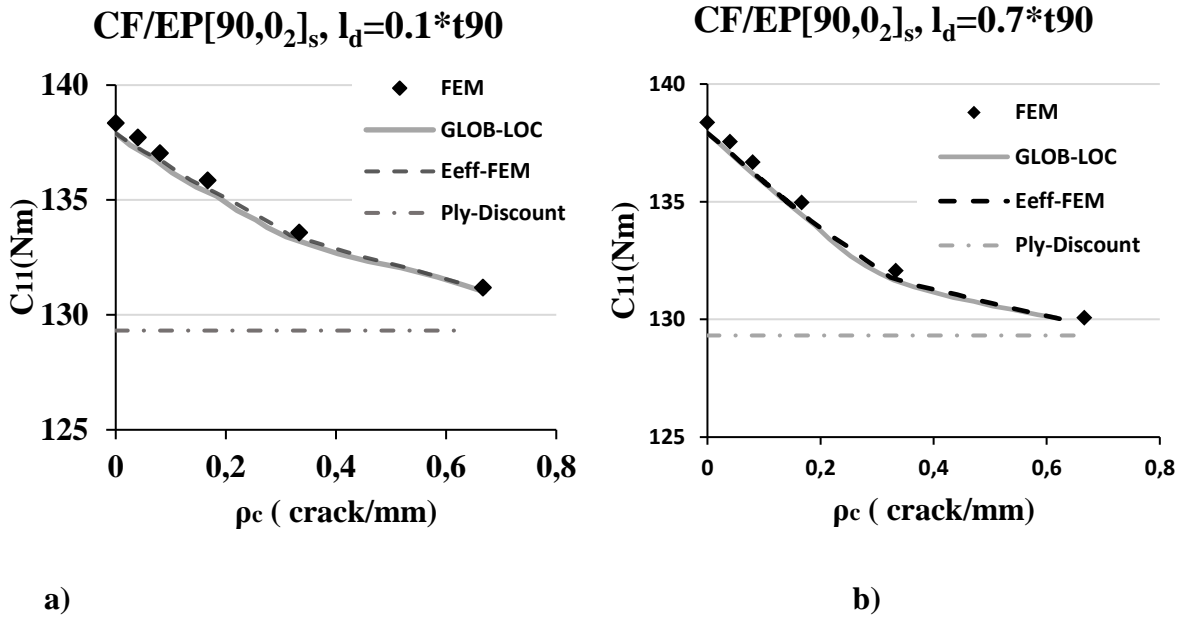 CF/EP[90,0₂]ₛ, l_d=0.1*t90
140
135
130
125
C₁₁(Nm)
FEM
GLOB-LOC
Eeff-FEM
Ply-Discount
0 0,2 0,4 0,6 0,8
ρc ( crack/mm)
a)
CF/EP[90,0₂]ₛ, l_d=0.7*t90
140
135
130
125
C₁₁(Nm)
FEM
GLOB-LOC
Eeff-FEM
Ply-Discount
0 0,2 0,4 0,6 0,8
ρc ( crack/mm)
b)